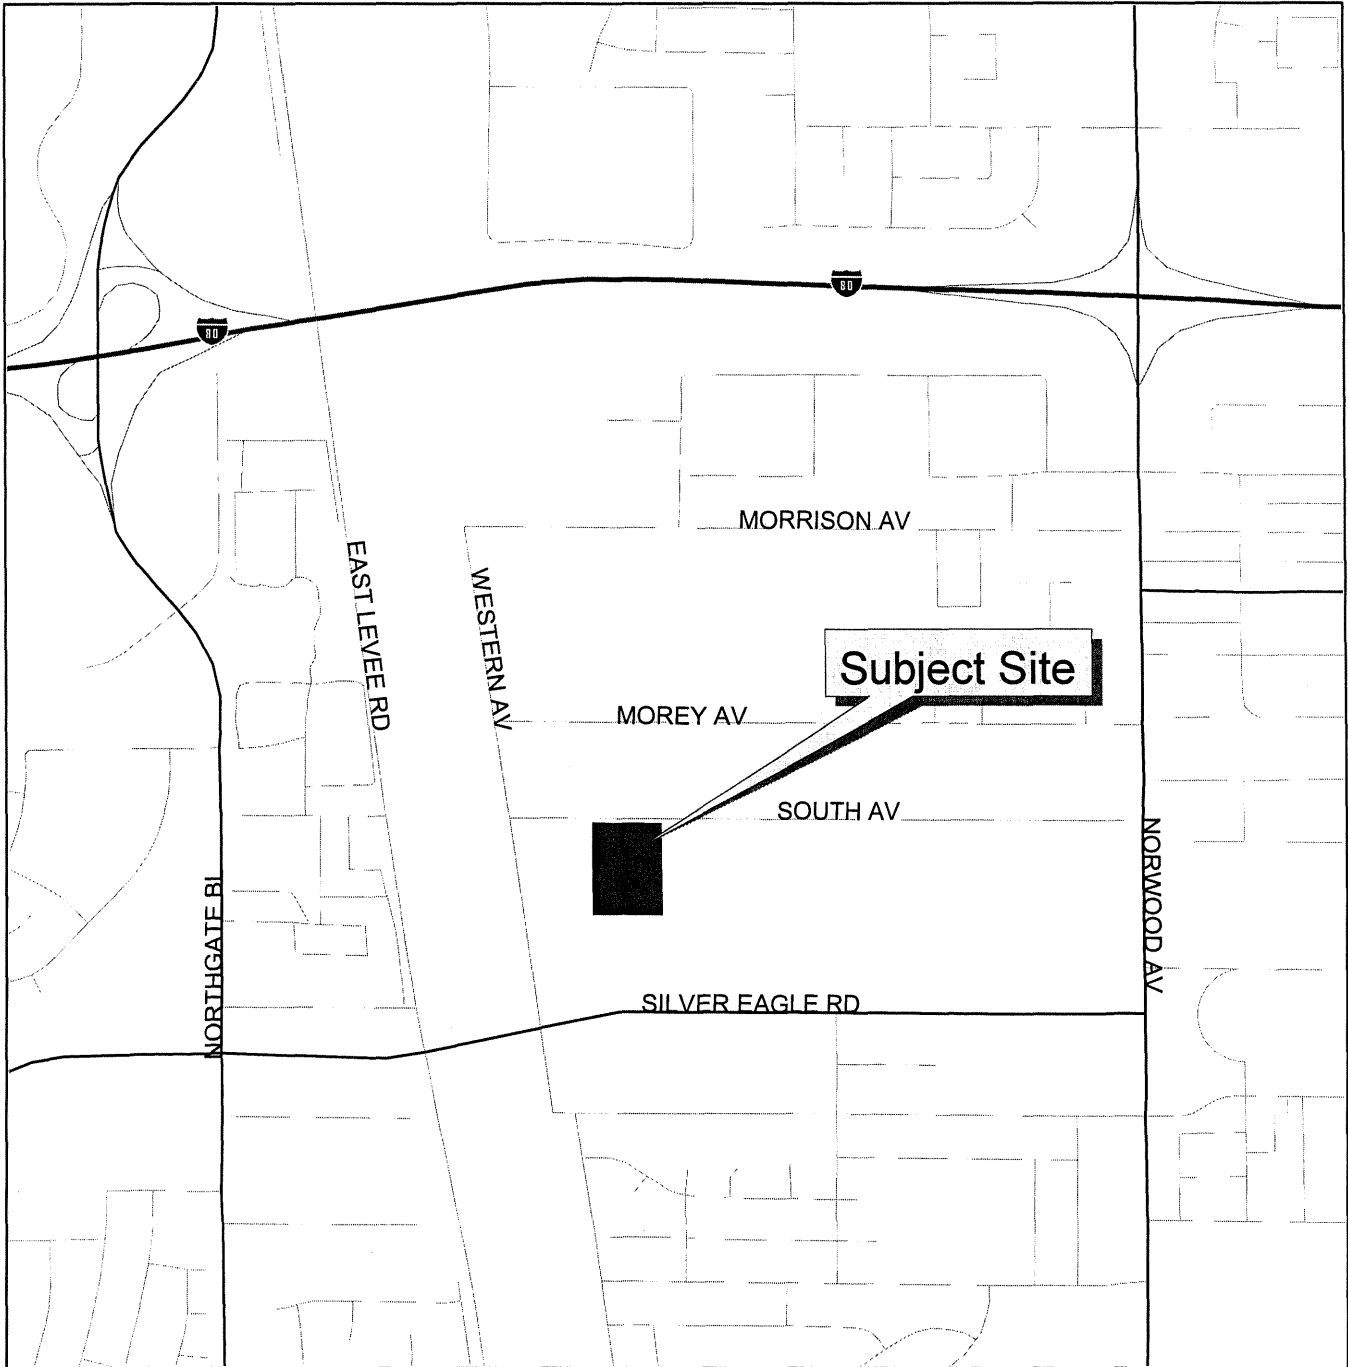 80
80
MORRISON AV
EAST LEVEE RD
WESTERN AV
Subject Site
MOREY AV
SOUTH AV
NORWOOD AV
NORTHGATE Bl
SILVER EAGLE RD